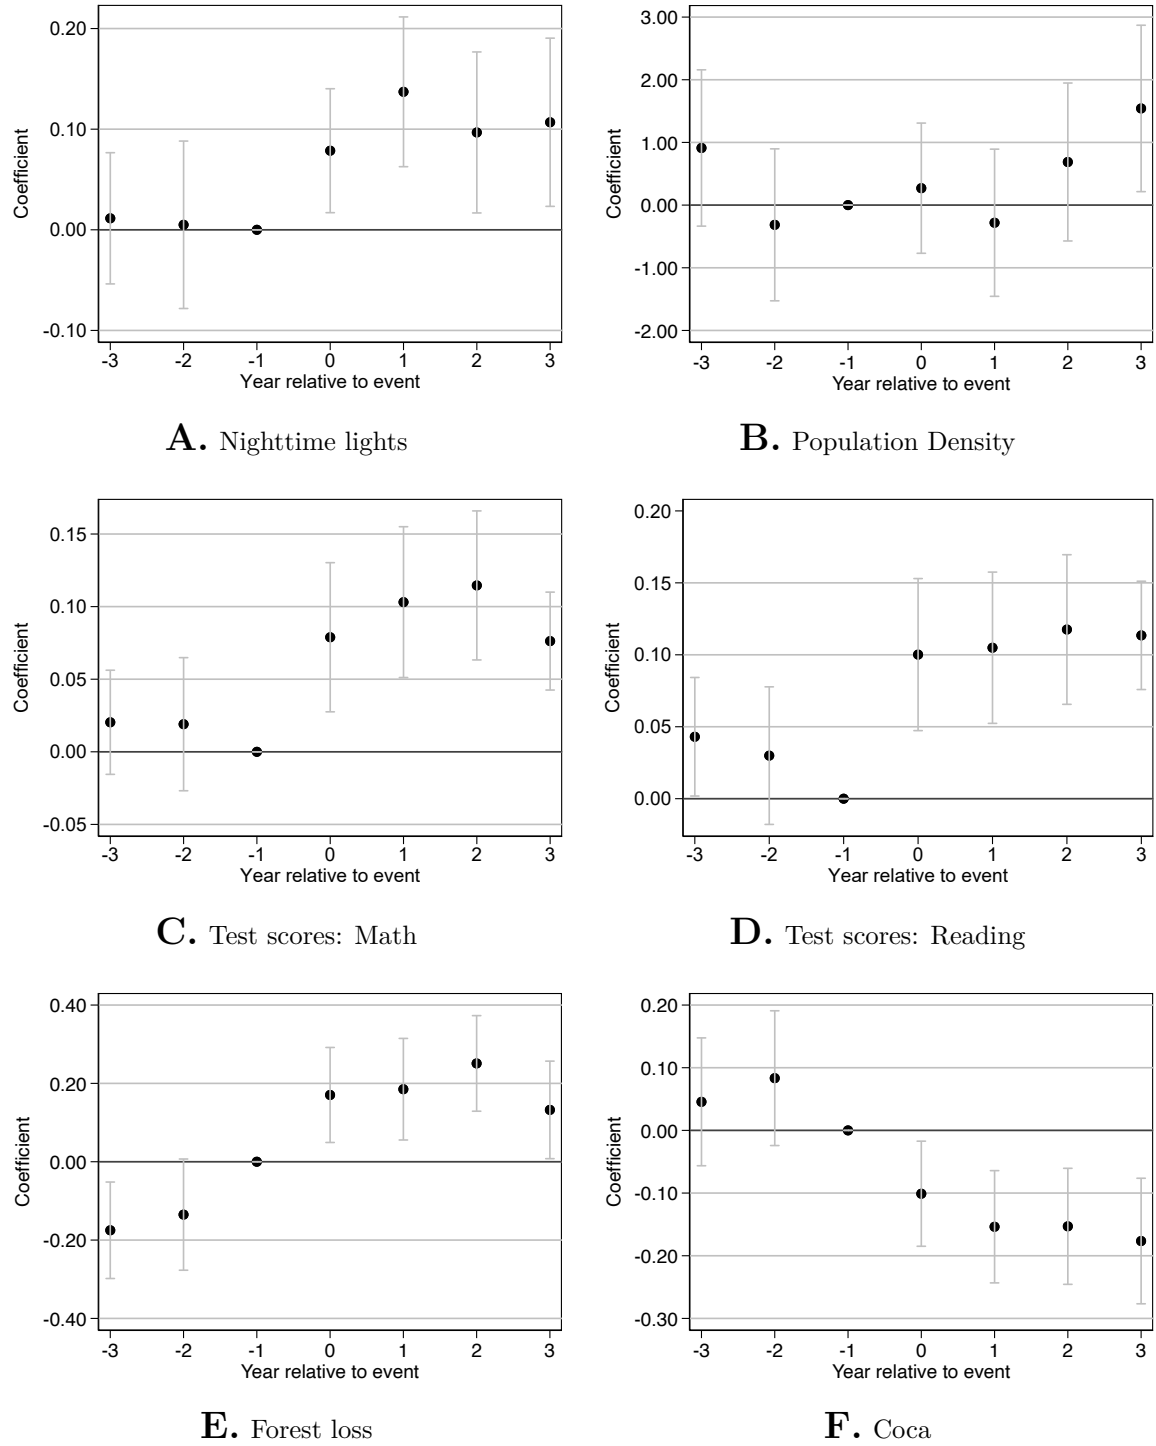 0.20
0.10
0.00
-0.10
Coefficient
-3 -2 -1 0 1 2 3
Year relative to event
A. Nighttime lights
3.00
2.00
1.00
0.00
-1.00
-2.00
Coefficient
-3 -2 -1 0 1 2 3
Year relative to event
B. Population Density
0.15
0.10
0.05
0.00
-0.05
Coefficient
-3 -2 -1 0 1 2 3
Year relative to event
C. Test scores: Math
0.20
0.15
0.10
0.05
0.00
Coefficient
-3 -2 -1 0 1 2 3
Year relative to event
D. Test scores: Reading
0.40
0.20
0.00
-0.20
-0.40
Coefficient
-3 -2 -1 0 1 2 3
Year relative to event
E. Forest loss
0.20
0.10
0.00
-0.10
-0.20
-0.30
Coefficient
-3 -2 -1 0 1 2 3
Year relative to event
F. Coca